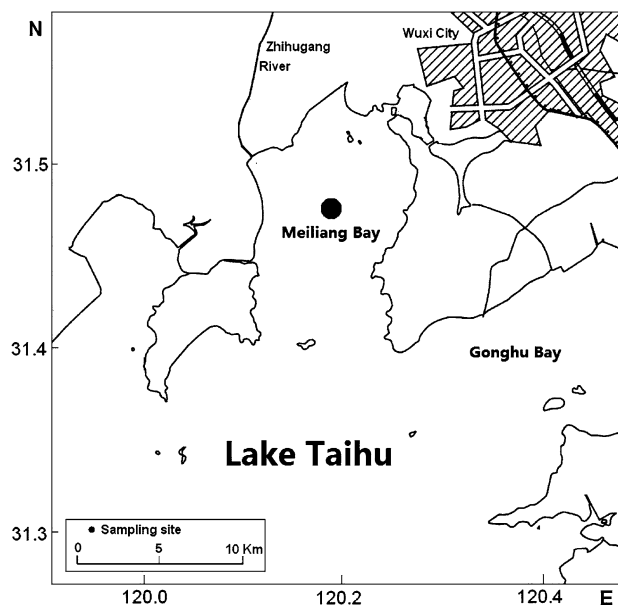 N
Zhihugang
River
Wuxi City
31.5
Meiliang Bay
31.4
Gonghu Bay
Lake Taihu
Sampling site
0 5 10 Km
31.3
120.0 120.2 120.4 E